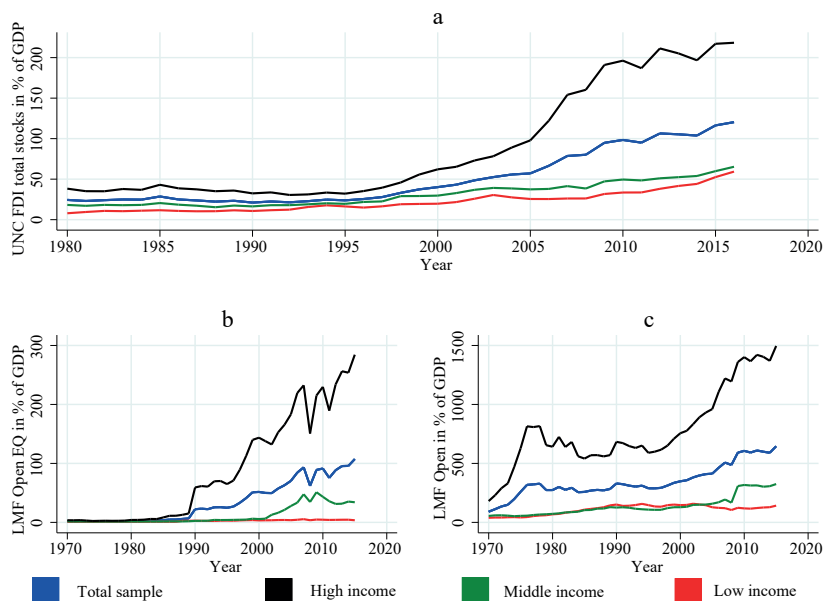 a
UNC FDI total stocks in % of GDP
200
150
100
50
0
1980 1985 1990 1995 2000 2005 2010 2015 2020
Year
b
LMF Open EQ in % of GDP
300
200
100
0
1970 1980 1990 2000 2010 2020
Year
c
LMF Open in % of GDP
1500
1000
500
0
1970 1980 1990 2000 2010 2020
Year
Total sample High income Middle income Low income